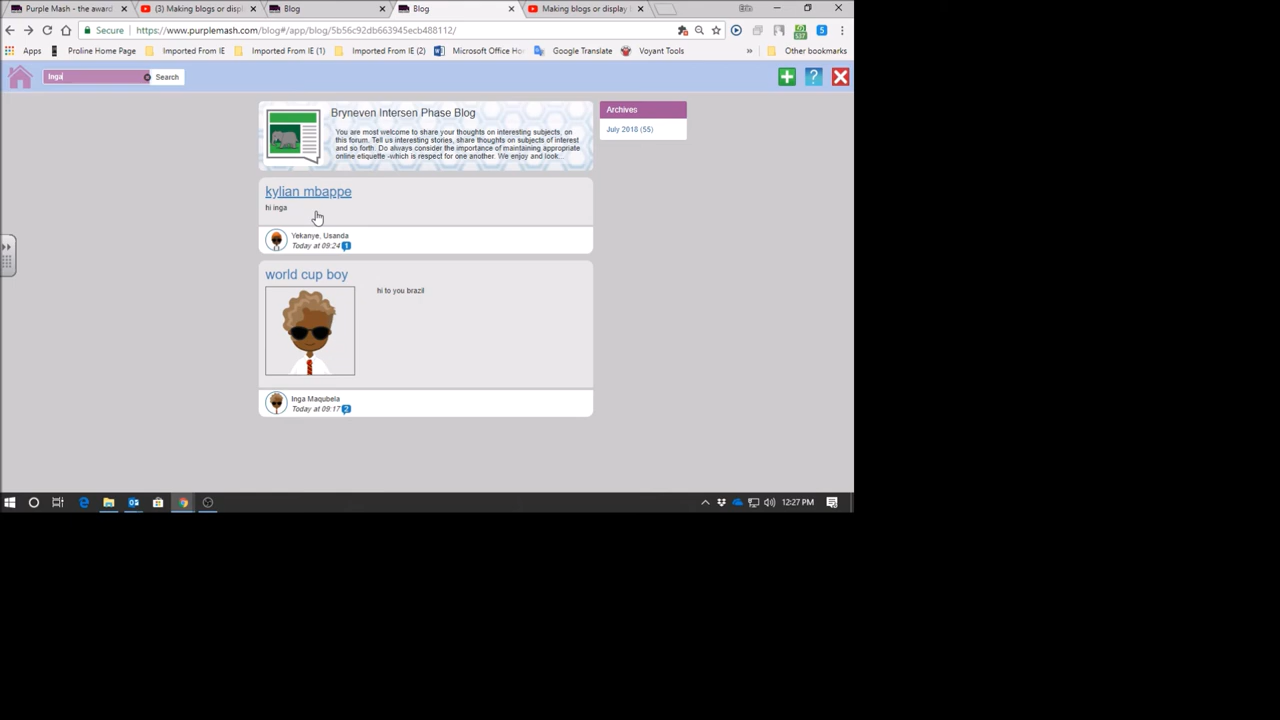 Purple Mash - the award
(3) Making blogs or displ
Blog
Blog
Making blogs or display
Secure
https://www.purplemash.com/blog#/app/blog/5b56c92db663945ecb488112/
537
5
Apps
Proline Home Page
Imported From IE
Imported From IE (1)
Imported From IE (2)
Microsoft Office Ho
Google Translate
Voyant Tools
»
Other bookmarks
Inga
Search
Bryneven Intersen Phase Blog
You are most welcome to share your thoughts on interesting subjects, on
this forum. Tell us interesting stories, share thoughts on subjects of interest
and so forth. Do always consider the importance of maintaining appropriate
online etiquette -which is respect for one another. We enjoy and look...
Archives
July 2018 (55)
kylian mbappe
hi inga
Yekanye, Usanda
Today at 09:24 1
world cup boy
hi to you brazil
Inga Maqubela
Today at 09:17 2
12:27 PM